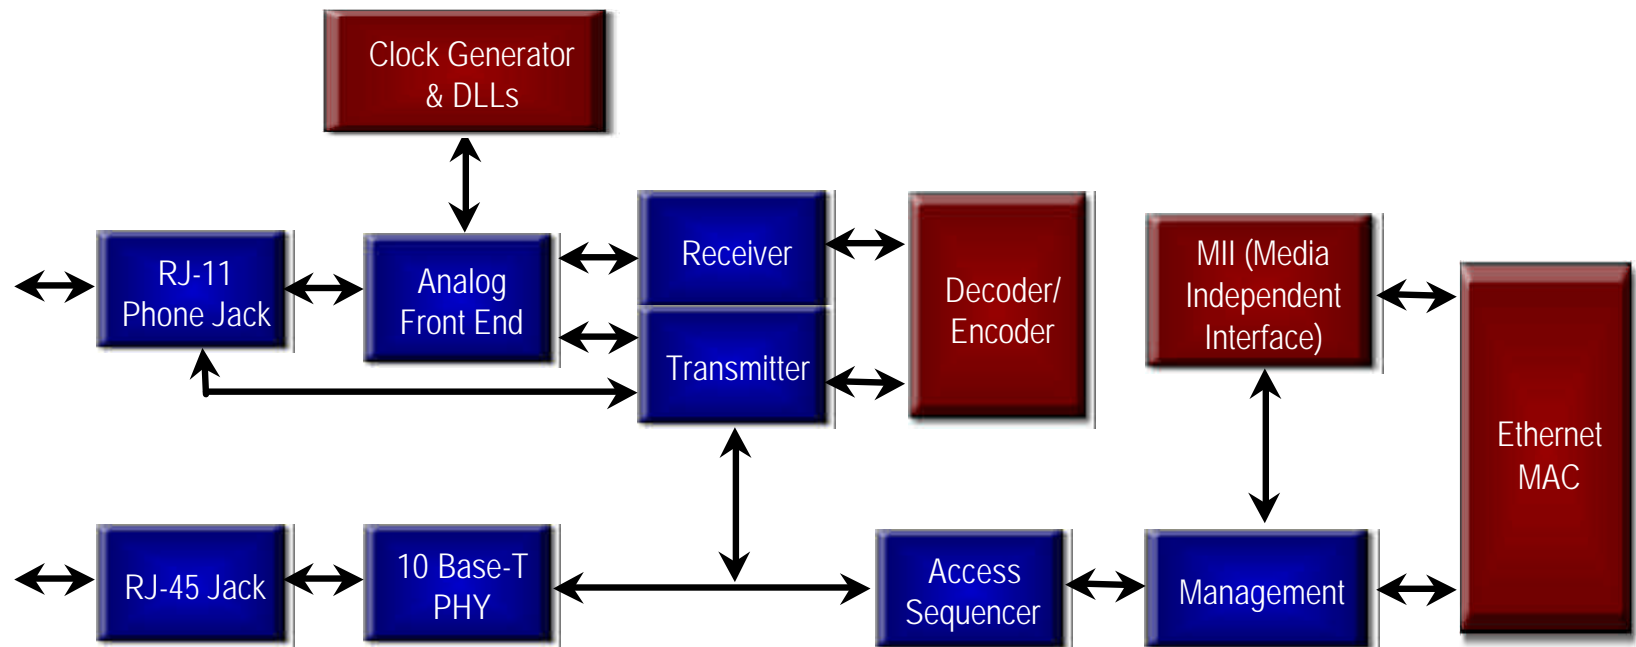 Clock Generator
& DLLs
RJ-11
Phone Jack
Analog
Front End
Receiver
Transmitter
Decoder/
Encoder
MII (Media
Independent
Interface)
Ethernet
MAC
RJ-45 Jack
10 Base-T
PHY
Access
Sequencer
Management